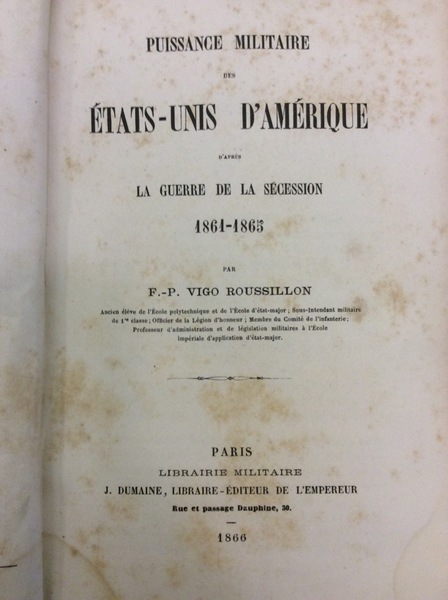 PUISSANCE MILITAIRE
DES
ÉTATS-UNIS D'AMÉRIQUE
D'APRÈS
LA GUERRE DE LA SÉCESSION
1861-1865
PAR
F.-P. VIGO ROUSSILLON
Ancien élève de l'École polytechnique et de l'École d'état-major; Sous-Intendant militaire
de 1re classe; Officier de la Légion d'honneur; Membre du Comité de l'infanterie;
Professeur d'administration et de législation militaires à l'École
impériale d'application d'état-major.
PARIS
LIBRAIRIE MILITAIRE
J. DUMAINE, LIBRAIRE-ÉDITEUR DE L'EMPEREUR
Rue et passage Dauphine, 30.
1866